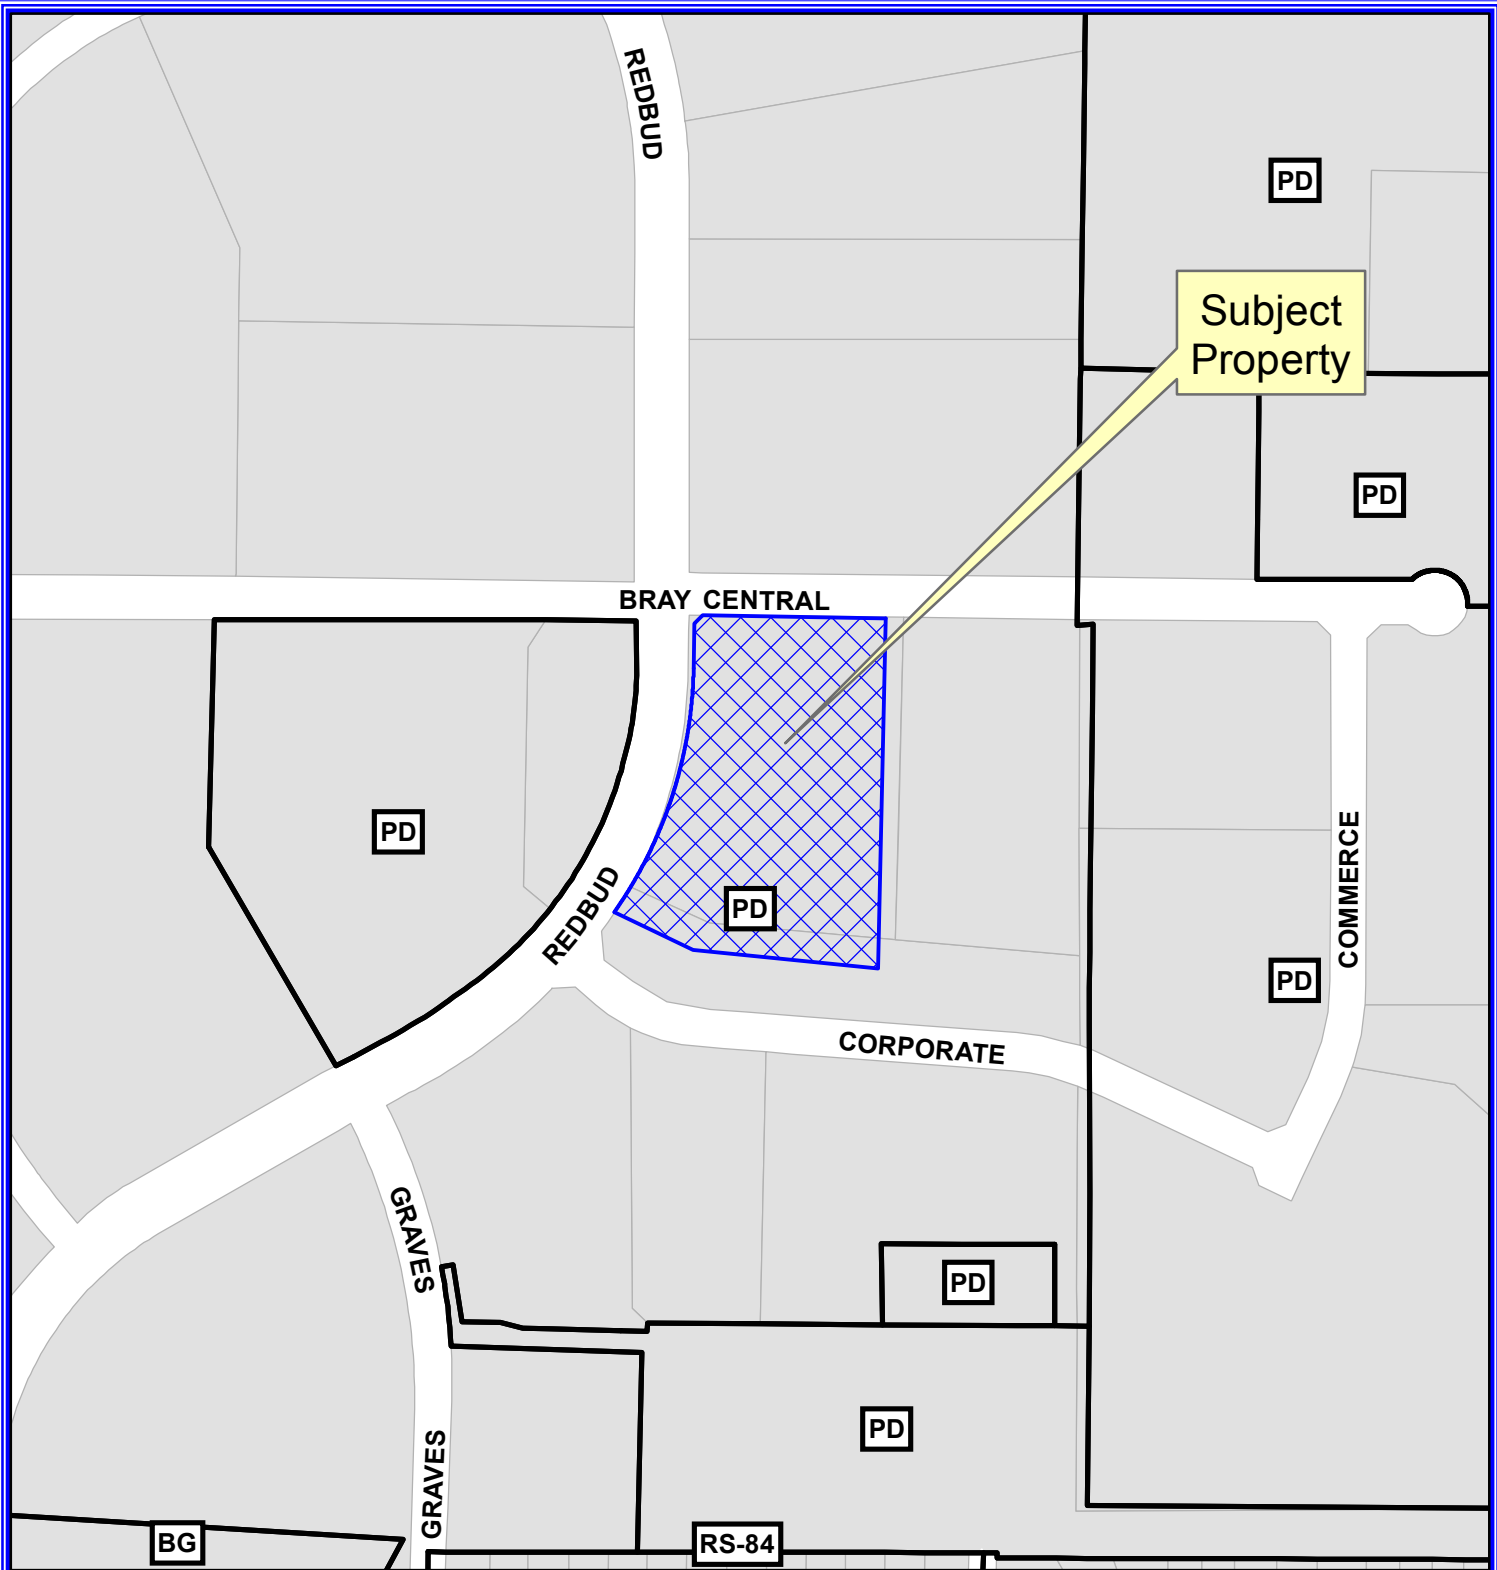 REDBUD
PD
Subject
Property
PD
BRAY CENTRAL
PD
COMMERCE
REDBUD
PD
PD
CORPORATE
GRAVES
PD
PD
GRAVES
BG
RS-84